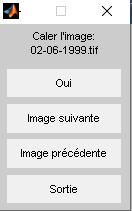 Caler l'image:
02-06-1999.tif
Oui
Image suivante
Image précédente
Sortie